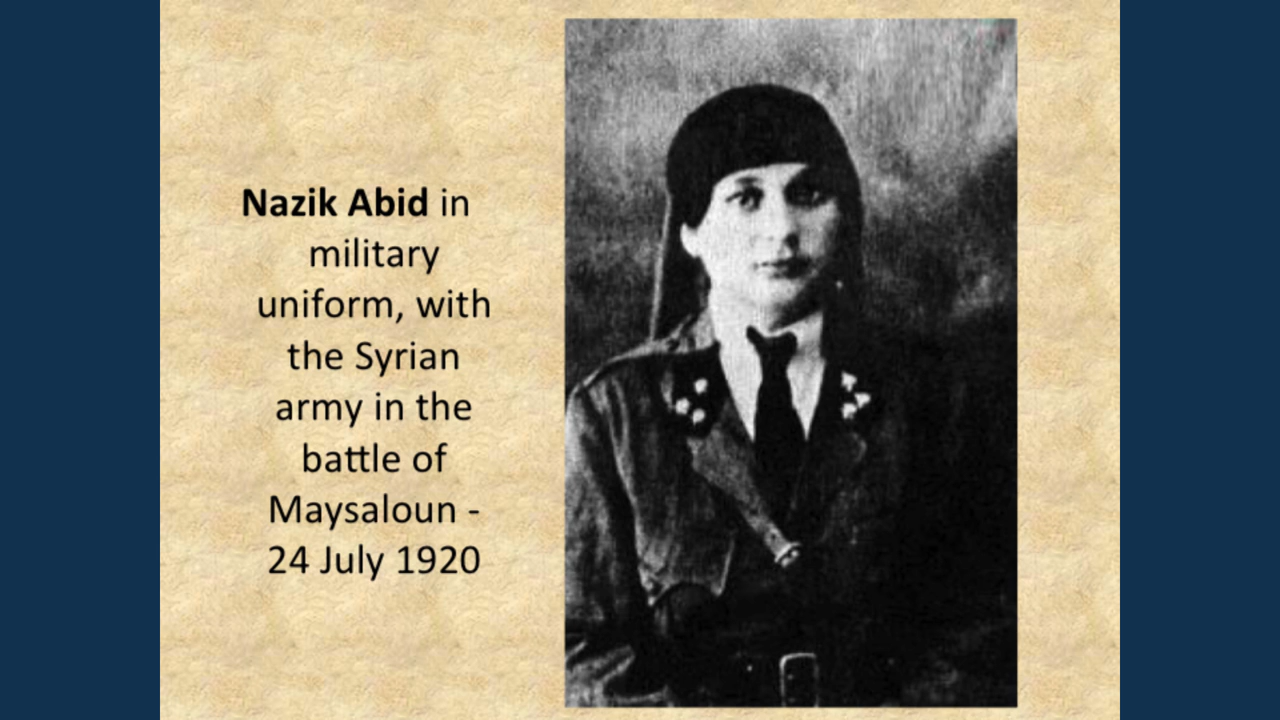 Nazik Abid in
military
uniform, with
the Syrian
army in the
battle of
Maysaloun -
24 July 1920